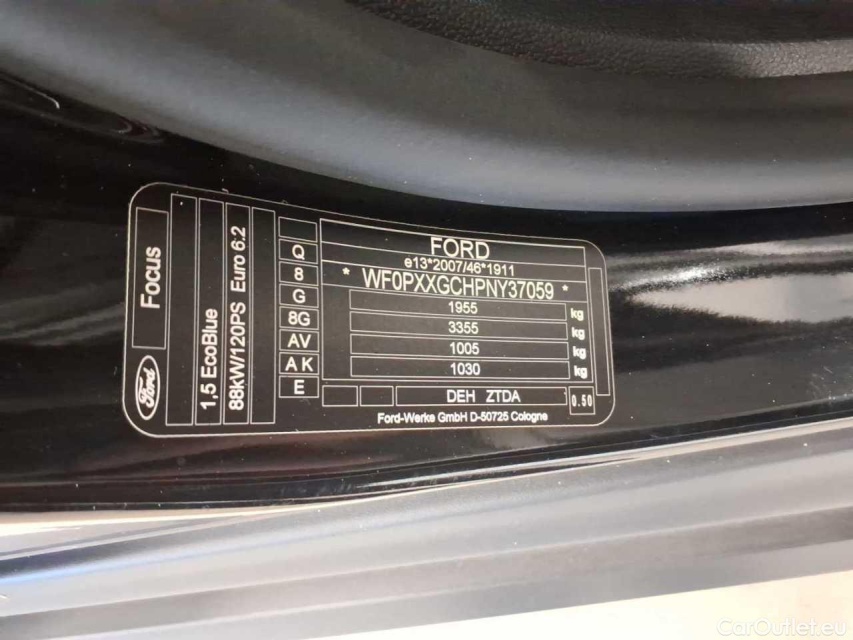 Focus
Ford
1,5 EcoBlue
88kW/120PS Euro 6.2
Q
8
G
8G
AV
AK
E
FORD
e13*2007/46*1911
* WF0PXXGCHPNY37059 *
1955 kg
3355 kg
1005 kg
1030 kg
DEH ZTDA 0.50
Ford-Werke GmbH D-50725 Cologne
CarOutlet.eu